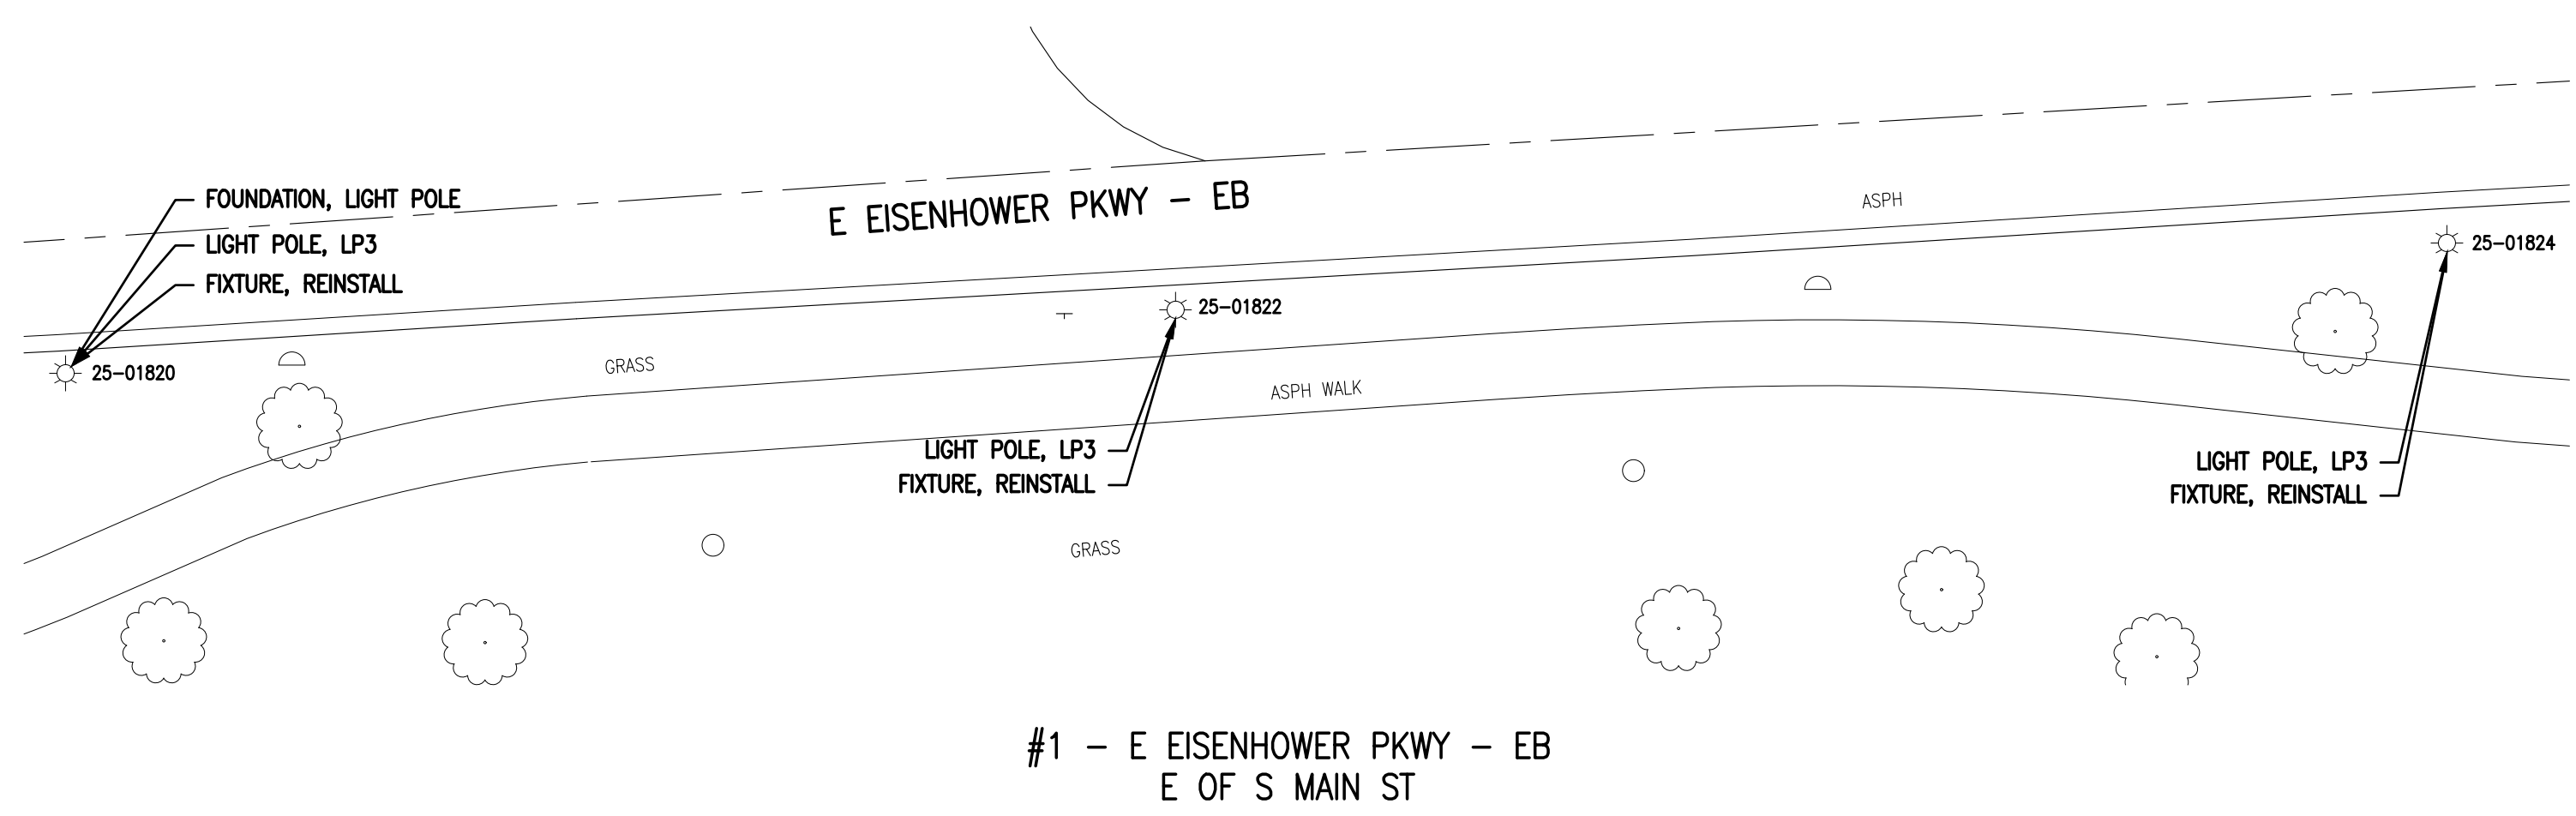 FOUNDATION, LIGHT POLE
LIGHT POLE, LP3
FIXTURE, REINSTALL
25-01820
E EISENHOWER PKWY - EB
ASPH
25-01824
25-01822
GRASS
ASPH WALK
LIGHT POLE, LP3
FIXTURE, REINSTALL
LIGHT POLE, LP3
FIXTURE, REINSTALL
GRASS
#1 - E EISENHOWER PKWY - EB
E OF S MAIN ST